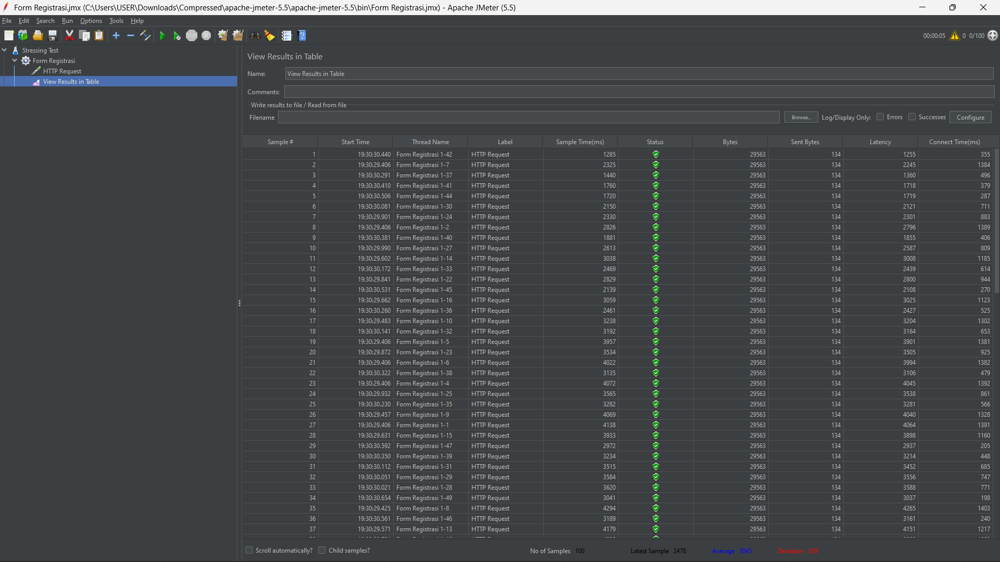 Form Registrasi.jmx (C:\Users\USER\Downloads\Compressed\apache-jmeter-5.5\apache-jmeter-5.5\bin\Form Registrasi.jmx) - Apache JMeter (5.5)
File Edit Search Run Options Tools Help
00:00:05 0 0/100
Stressing Test
Form Registrasi
HTTP Request
View Results in Table
View Results in Table
Name: View Results in Table
Comments:
Write results to file / Read from file
Filename Browse... Log/Display Only: Errors Successes Configure
Sample # Start Time Thread Name Label Sample Time(ms) Status Bytes Sent Bytes Latency Connect Time(ms)
1 19:30:30.440 Form Registrasi 1-42 HTTP Request 1285 29563 134 1255 355
2 19:30:29.406 Form Registrasi 1-7 HTTP Request 2325 29563 134 2245 1384
3 19:30:30.291 Form Registrasi 1-37 HTTP Request 1440 29563 134 1360 496
4 19:30:30.410 Form Registrasi 1-41 HTTP Request 1760 29563 134 1718 379
5 19:30:30.506 Form Registrasi 1-44 HTTP Request 1720 29563 134 1719 287
6 19:30:30.081 Form Registrasi 1-30 HTTP Request 2150 29563 134 2121 711
7 19:30:29.901 Form Registrasi 1-24 HTTP Request 2330 29563 134 2301 883
8 19:30:29.406 Form Registrasi 1-2 HTTP Request 2826 29563 134 2796 1389
9 19:30:30.381 Form Registrasi 1-40 HTTP Request 1881 29563 134 1855 406
10 19:30:29.990 Form Registrasi 1-27 HTTP Request 2613 29563 134 2587 809
11 19:30:29.602 Form Registrasi 1-14 HTTP Request 3038 29563 134 3008 1185
12 19:30:30.172 Form Registrasi 1-33 HTTP Request 2469 29563 134 2439 614
13 19:30:29.841 Form Registrasi 1-22 HTTP Request 2829 29563 134 2800 944
14 19:30:30.531 Form Registrasi 1-45 HTTP Request 2139 29563 134 2108 270
15 19:30:29.662 Form Registrasi 1-16 HTTP Request 3059 29563 134 3025 1123
16 19:30:30.260 Form Registrasi 1-36 HTTP Request 2461 29563 134 2427 525
17 19:30:29.483 Form Registrasi 1-10 HTTP Request 3238 29563 134 3204 1302
18 19:30:30.141 Form Registrasi 1-32 HTTP Request 3192 29563 134 3164 653
19 19:30:29.406 Form Registrasi 1-5 HTTP Request 3957 29563 134 3901 1381
20 19:30:29.872 Form Registrasi 1-23 HTTP Request 3534 29563 134 3505 925
21 19:30:29.406 Form Registrasi 1-6 HTTP Request 4022 29563 134 3994 1382
22 19:30:30.322 Form Registrasi 1-38 HTTP Request 3135 29563 134 3106 479
23 19:30:29.406 Form Registrasi 1-4 HTTP Request 4072 29563 134 4045 1392
24 19:30:29.932 Form Registrasi 1-25 HTTP Request 3565 29563 134 3538 861
25 19:30:30.230 Form Registrasi 1-35 HTTP Request 3282 29563 134 3281 566
26 19:30:29.457 Form Registrasi 1-9 HTTP Request 4069 29563 134 4040 1328
27 19:30:29.406 Form Registrasi 1-1 HTTP Request 4138 29563 134 4064 1391
28 19:30:29.631 Form Registrasi 1-15 HTTP Request 3933 29563 134 3898 1160
29 19:30:30.592 Form Registrasi 1-47 HTTP Request 2972 29563 134 2937 205
30 19:30:30.350 Form Registrasi 1-39 HTTP Request 3234 29563 134 3214 448
31 19:30:30.112 Form Registrasi 1-31 HTTP Request 3515 29563 134 3452 685
32 19:30:30.051 Form Registrasi 1-29 HTTP Request 3584 29563 134 3556 747
33 19:30:30.021 Form Registrasi 1-28 HTTP Request 3620 29563 134 3588 771
34 19:30:30.654 Form Registrasi 1-49 HTTP Request 3041 29563 134 3037 198
35 19:30:29.425 Form Registrasi 1-8 HTTP Request 4294 29563 134 4265 1403
36 19:30:30.561 Form Registrasi 1-46 HTTP Request 3189 29563 134 3161 240
37 19:30:29.571 Form Registrasi 1-13 HTTP Request 4179 29563 134 4151 1217
Scroll automatically? Child samples? No of Samples 100 Latest Sample 2478 Average 3045 Deviation 659